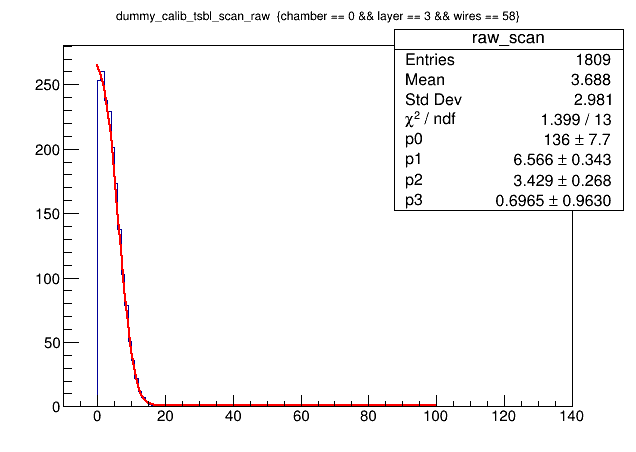 dummy_calib_tsbl_scan_raw {chamber == 0 && layer == 3 && wires == 58}
raw_scan
Entries 1809
Mean 3.688
Std Dev 2.981
χ² / ndf 1.399 / 13
p0 136 ± 7.7
p1 6.566 ± 0.343
p2 3.429 ± 0.268
p3 0.6965 ± 0.9630
250
200
150
100
50
0
0 20 40 60 80 100 120 140